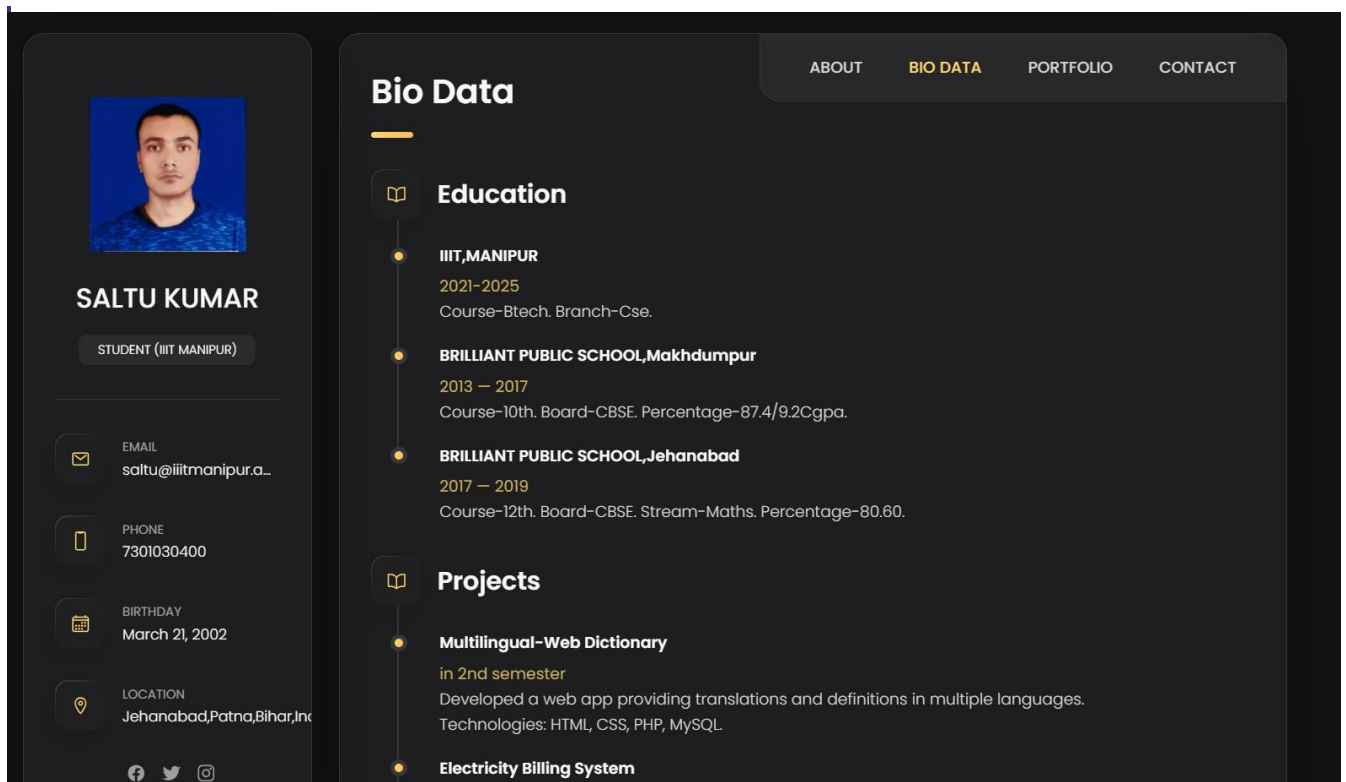 SALTU KUMAR
STUDENT (IIIT MANIPUR)
EMAIL
saltu@iiitmanipur.a...
PHONE
7301030400
BIRTHDAY
March 21, 2002
LOCATION
Jehanabad,Patna,Bihar,Ind
ABOUT
BIO DATA
PORTFOLIO
CONTACT
Bio Data
Education
IIIT,MANIPUR
2021-2025
Course-Btech. Branch-Cse.
BRILLIANT PUBLIC SCHOOL,Makhdumpur
2013 — 2017
Course-10th. Board-CBSE. Percentage-87.4/9.2Cgpa.
BRILLIANT PUBLIC SCHOOL,Jehanabad
2017 — 2019
Course-12th. Board-CBSE. Stream-Maths. Percentage-80.60.
Projects
Multilingual-Web Dictionary
in 2nd semester
Developed a web app providing translations and definitions in multiple languages.
Technologies: HTML, CSS, PHP, MySQL.
Electricity Billing System